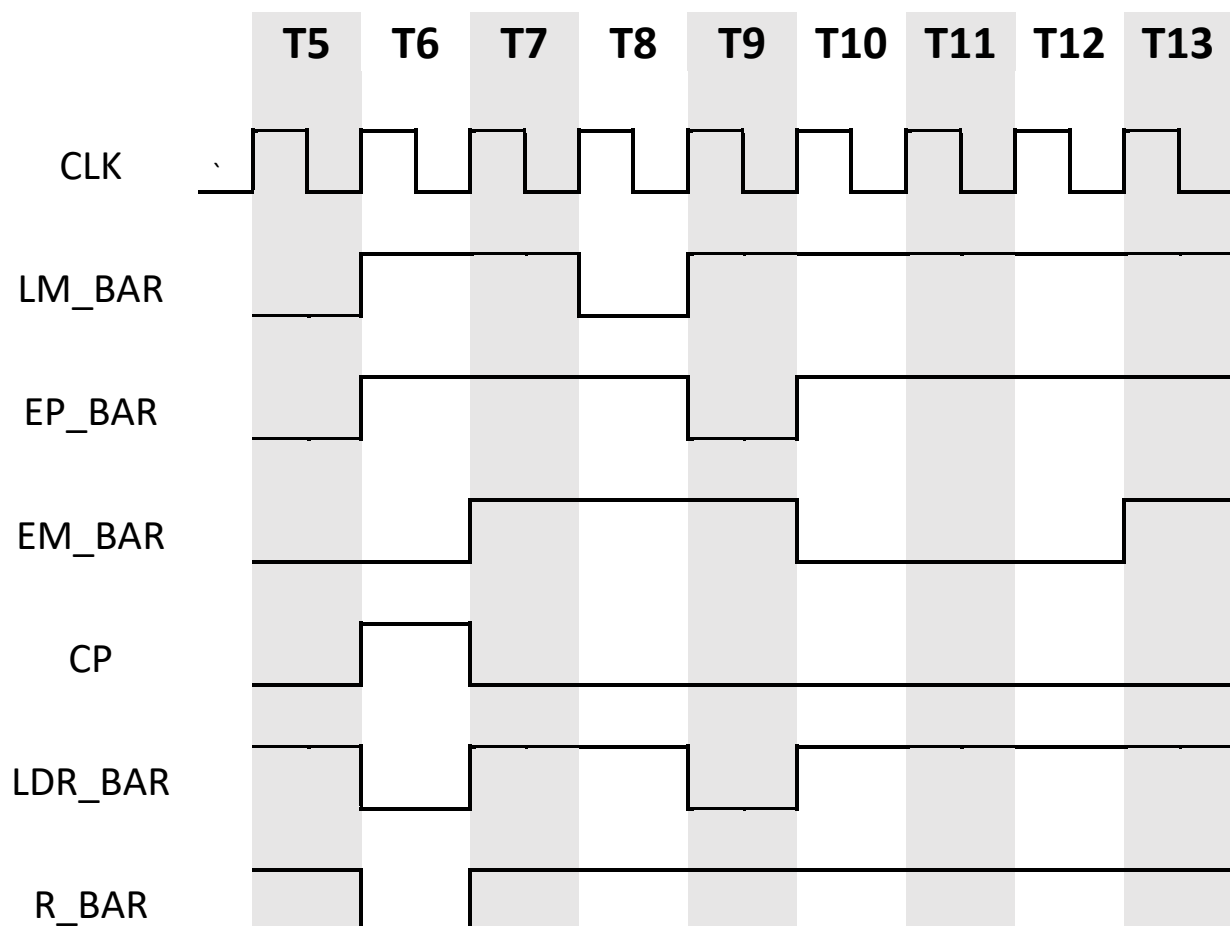 T5 T6 T7 T8 T9 T10 T11 T12 T13
CLK `
LM_BAR
EP_BAR
EM_BAR
CP
LDR_BAR
R_BAR